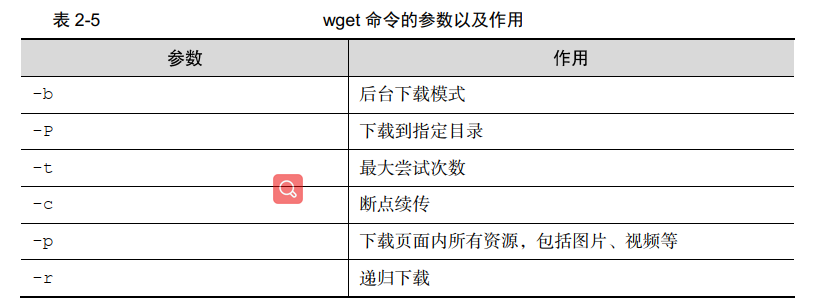 表 2-5 wget 命令的参数以及作用
参数 作用
-b 后台下载模式
-P 下载到指定目录
-t 最大尝试次数
-c 断点续传
-p 下载页面内所有资源，包括图片、视频等
-r 递归下载